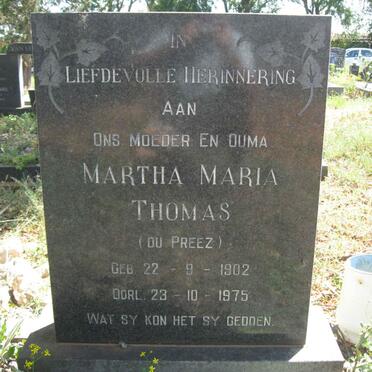 IN
LIEFDEVOLLE HERINNERING
AAN
ONS MOEDER EN OUMA
MARTHA MARIA
THOMAS
(DU PREEZ)
GEB. 22 - 9 - 1902
OORL. 23 - 10 - 1975
WAT SY KON HET SY GEDOEN.